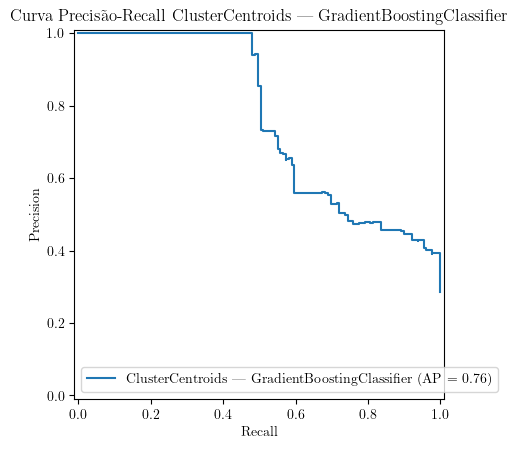 Curva Precisão-Recall ClusterCentroids — GradientBoostingClassifier
1.0
0.8
0.6
0.4
0.2
0.0
Precision
ClusterCentroids — GradientBoostingClassifier (AP = 0.76)
0.0 0.2 0.4 0.6 0.8 1.0
Recall